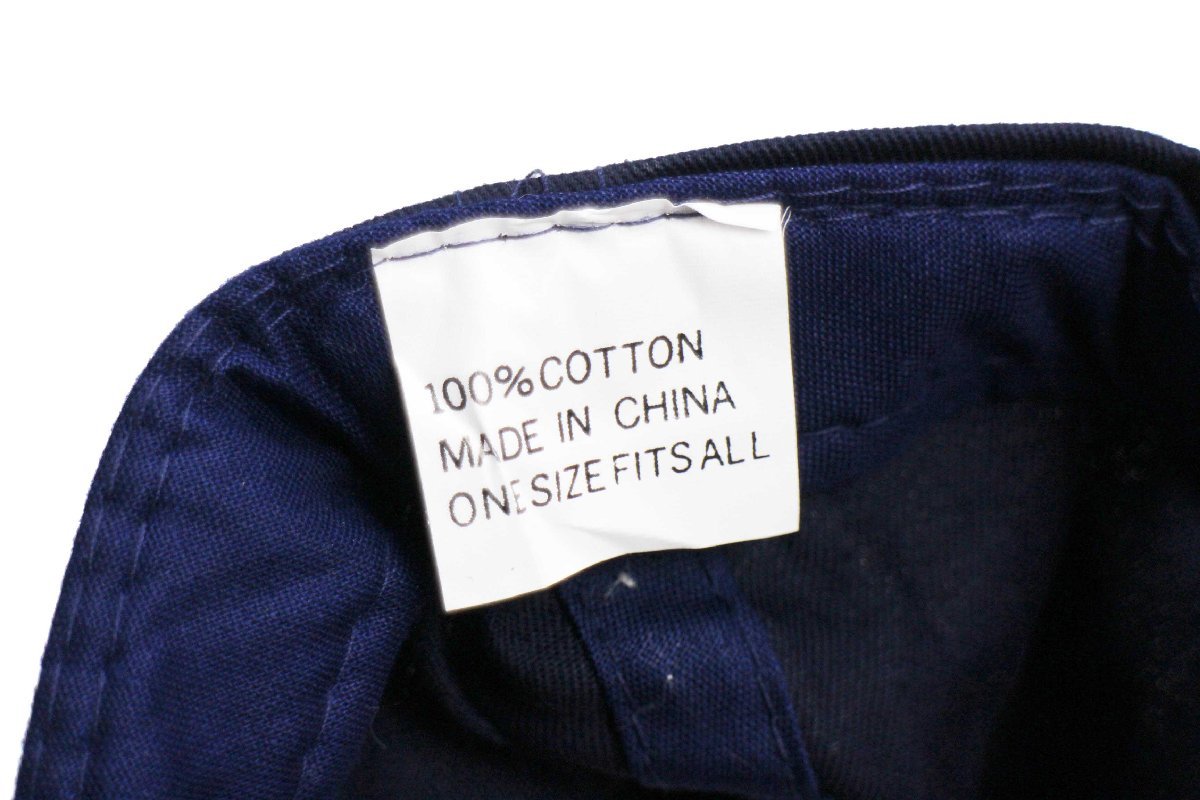 100% COTTON
MADE IN CHINA
ONE SIZE FITS ALL